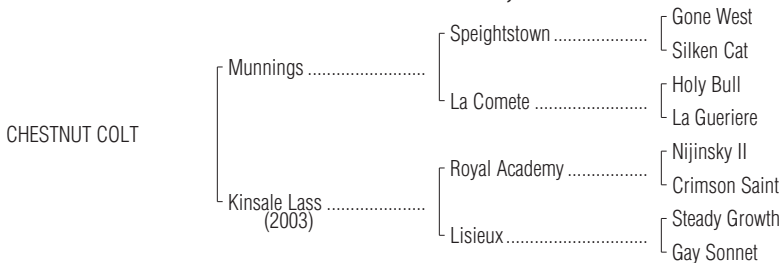 Gone West
Speightstown ....................
Silken Cat
Munnings .........................
Holy Bull
La Comete ........................
La Gueriere
CHESTNUT COLT
Nijinsky II
Royal Academy .................
Crimson Saint
Kinsale Lass .....................
(2003)
Steady Growth
Lisieux..............................
Gay Sonnet